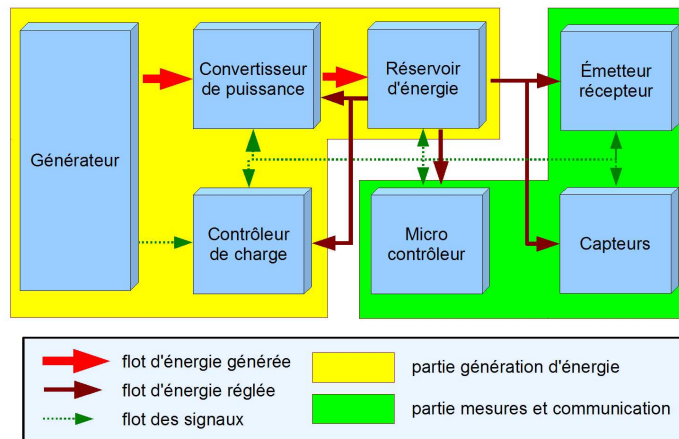 Générateur
Convertisseur
de puissance
Réservoir
d'énergie
Émetteur
récepteur
Contrôleur
de charge
Micro
contrôleur
Capteurs
flot d'énergie générée
flot d'énergie réglée
flot des signaux
partie génération d'énergie
partie mesures et communication